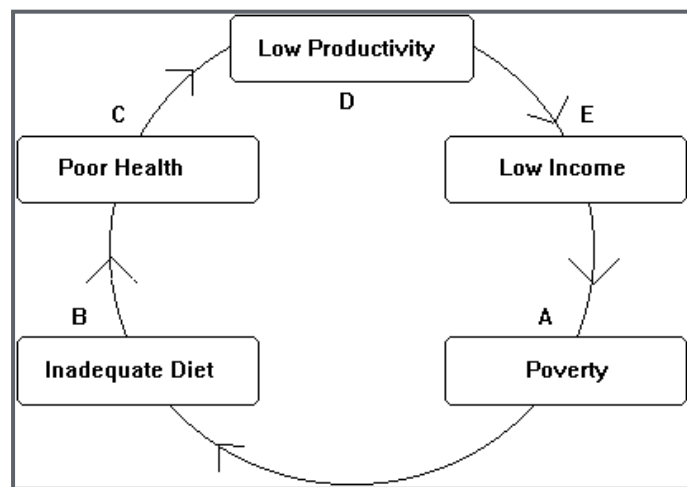 Low Productivity
D
C
E
Poor Health
Low Income
B
A
Inadequate Diet
Poverty